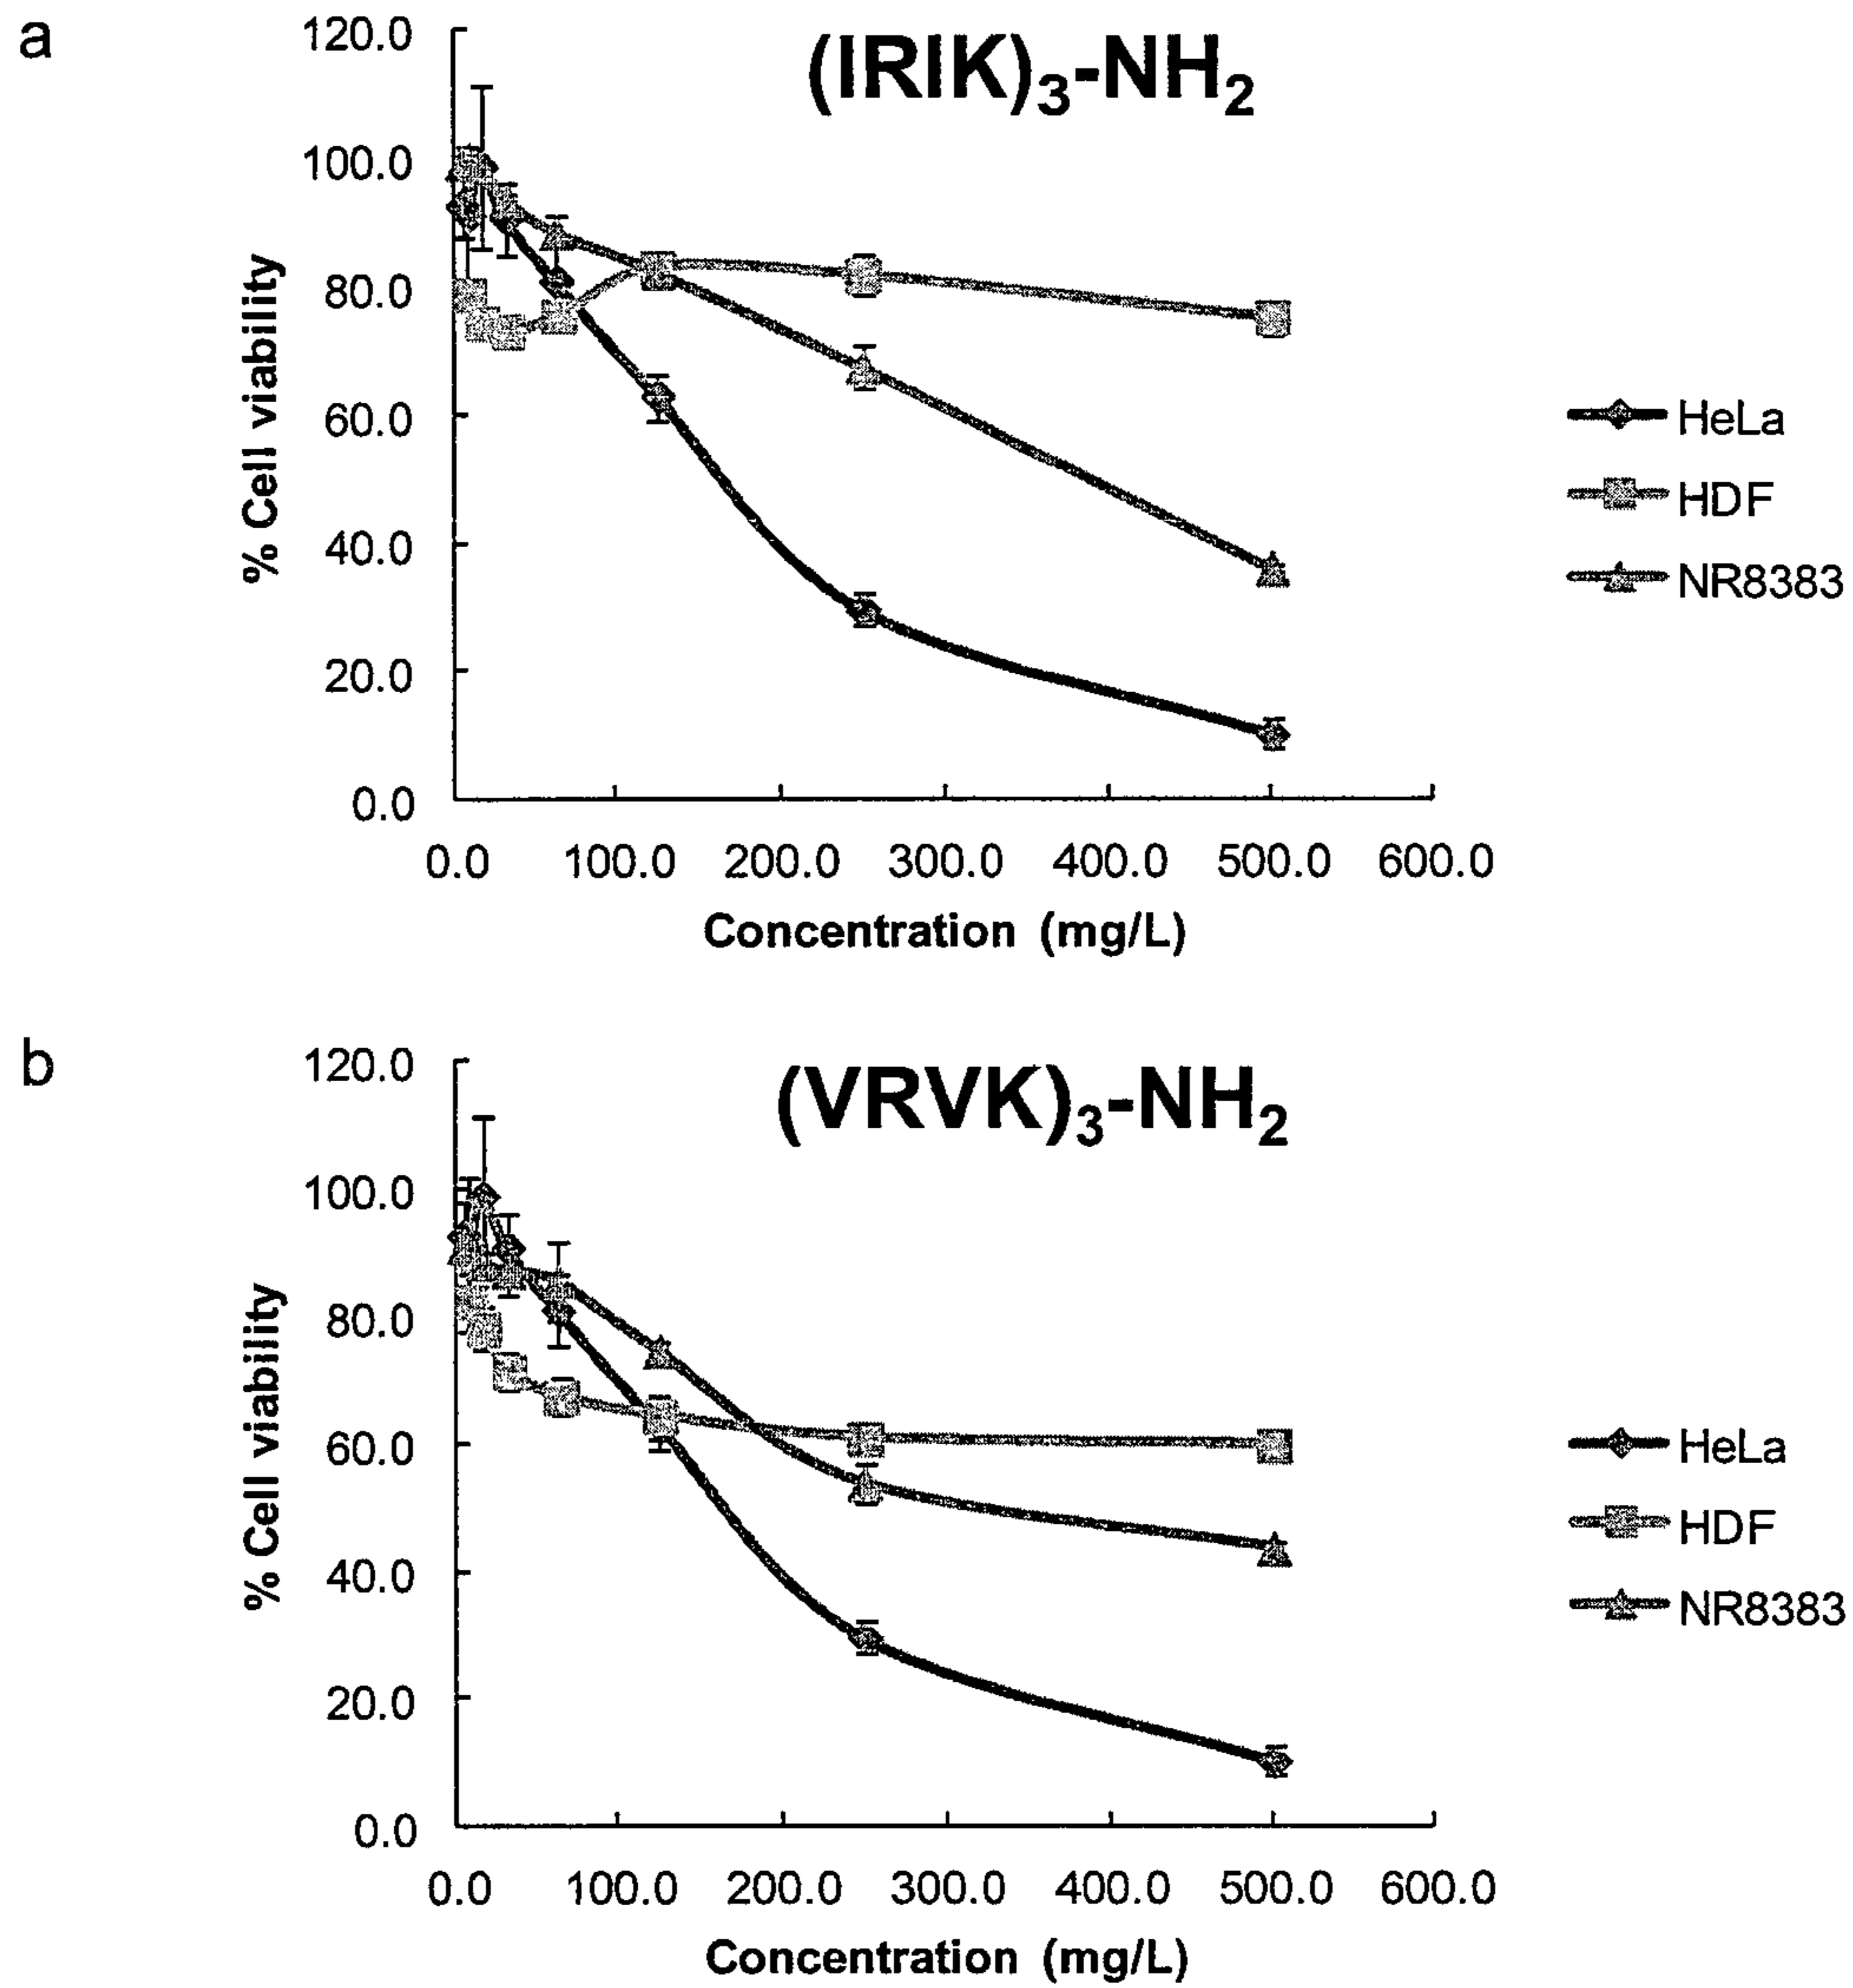 a
(IRIK)₃-NH₂
120.0
100.0
80.0
60.0
40.0
20.0
0.0
% Cell viability
0.0 100.0 200.0 300.0 400.0 500.0 600.0
Concentration (mg/L)
HeLa
HDF
NR8383
b
(VRVK)₃-NH₂
120.0
100.0
80.0
60.0
40.0
20.0
0.0
% Cell viability
0.0 100.0 200.0 300.0 400.0 500.0 600.0
Concentration (mg/L)
HeLa
HDF
NR8383